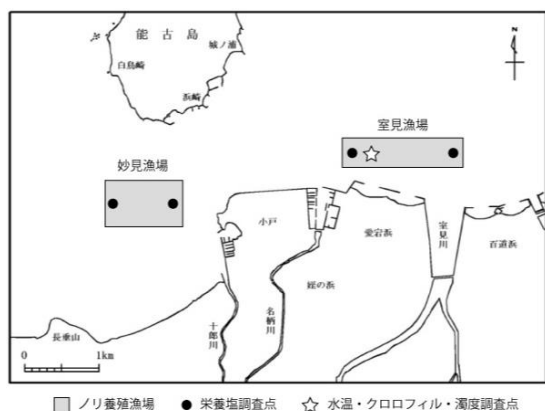 能古島
城ノ浦
白鳥崎
浜崎
N
室見漁場
妙見漁場
小戸
愛宕浜
室見川
百道浜
姪の浜
名柄川
十郎川
長垂山
0 1km
ノリ養殖漁場 栄養塩調査点 水温・クロロフィル・濁度調査点